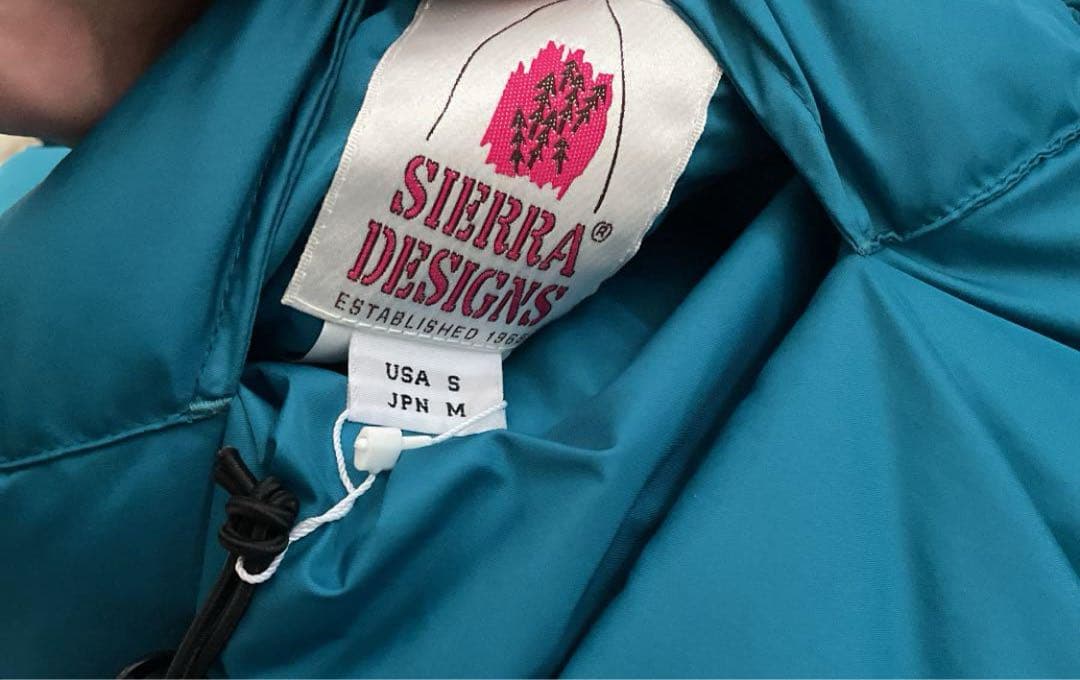 SIERRA
DESIGNS®
ESTABLISHED
USA S
JPN M